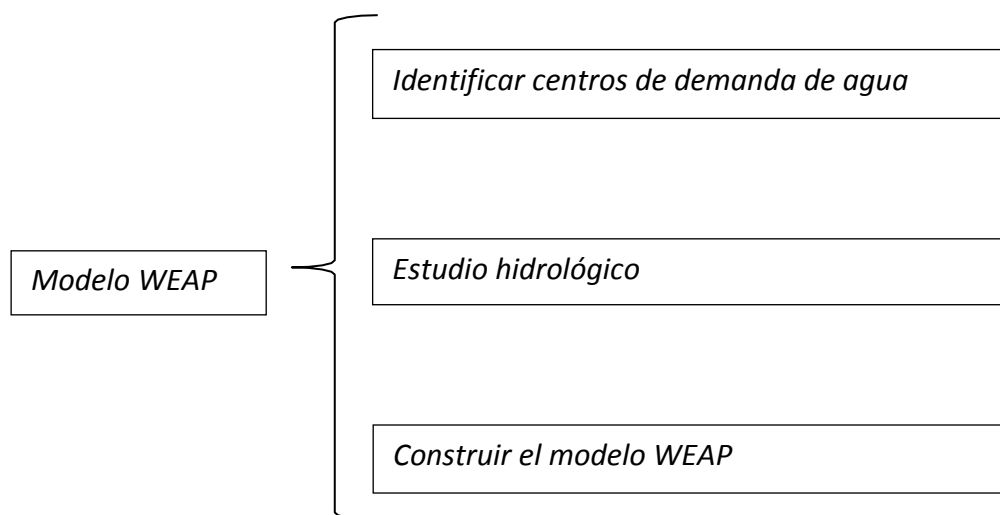 Identificar centros de demanda de agua
Modelo WEAP
Estudio hidrológico
Construir el modelo WEAP